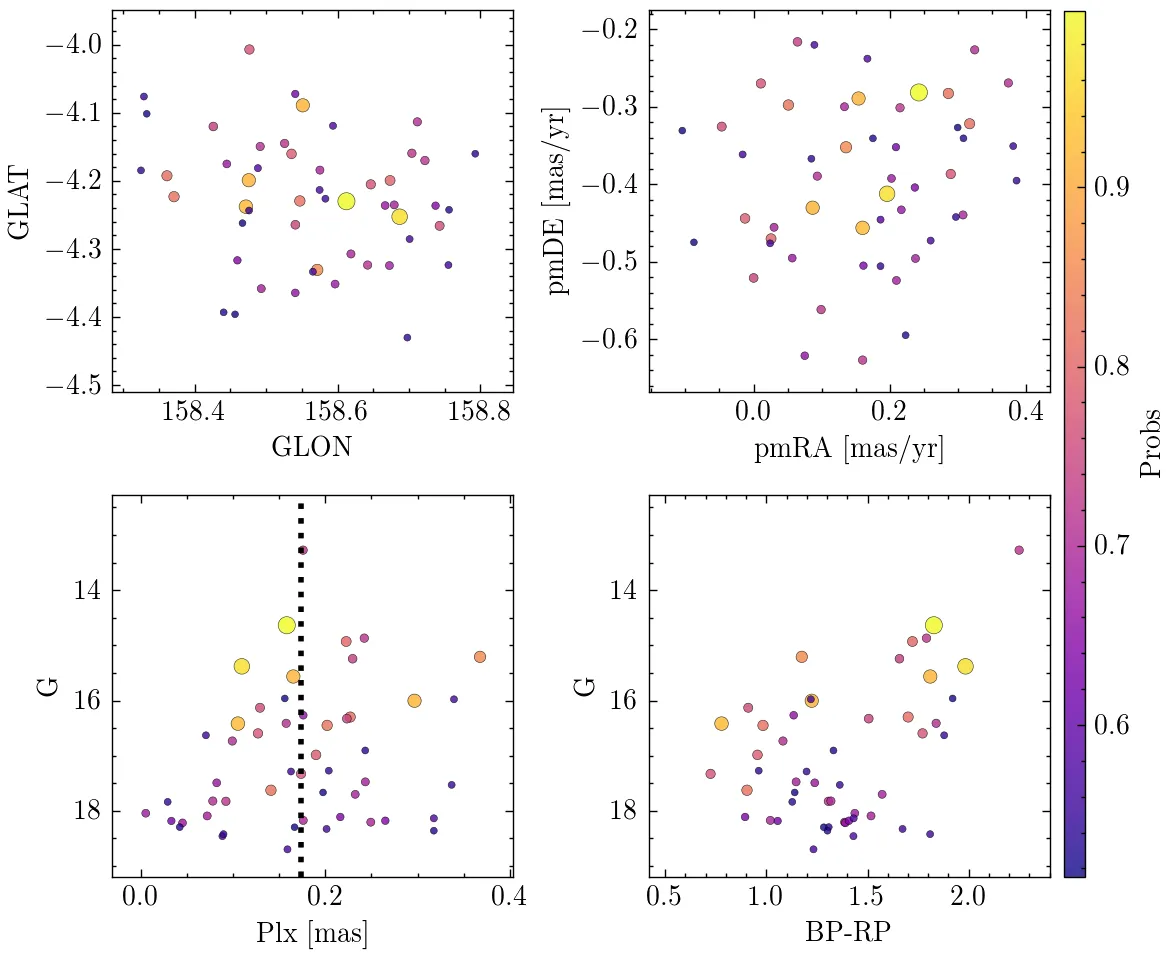 −4.0
−4.1
−4.2
−4.3
−4.4
−4.5
GLAT
158.4 158.6 158.8
GLON
−0.2
−0.3
−0.4
−0.5
−0.6
pmDE [mas/yr]
0.0 0.2 0.4
pmRA [mas/yr]
14
16
18
G
0.0 0.2 0.4
Plx [mas]
14
16
18
G
0.5 1.0 1.5 2.0
BP-RP
0.9
0.8
0.7
0.6
Probs